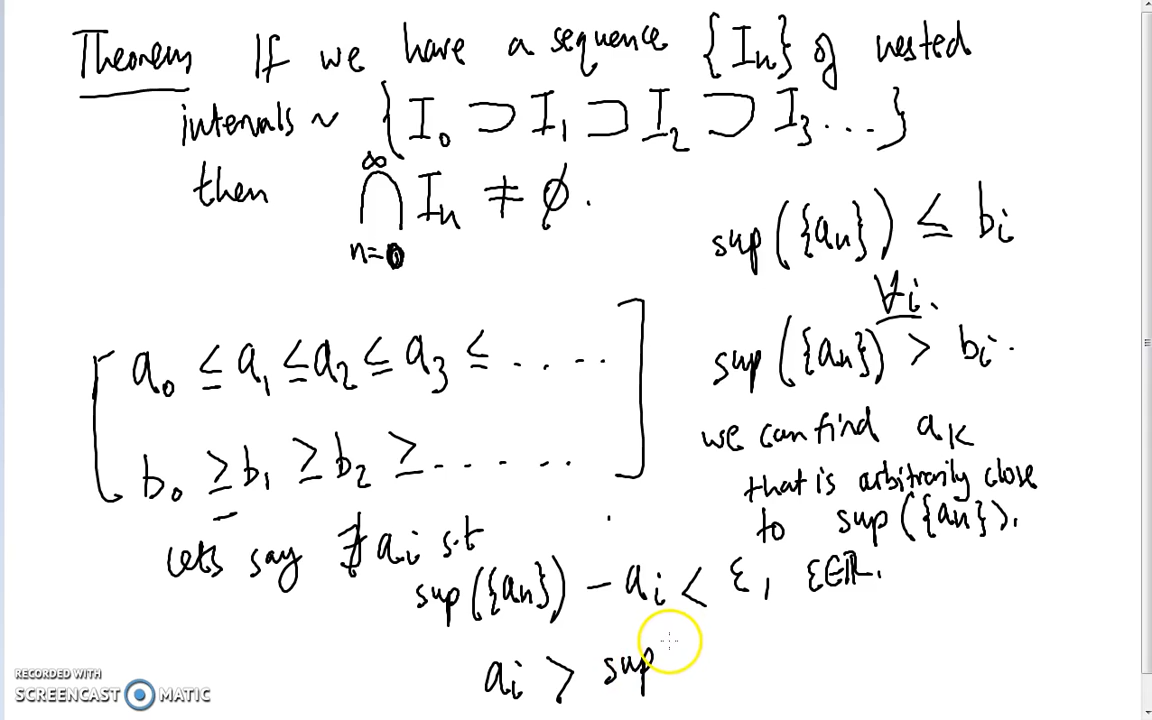 Theorem If we have a sequence {Iₙ} of nested
intervals ~ {I₀ ⊃ I₁ ⊃ I₂ ⊃ I₃ ...}
then ∞ ⋂ n=0 Iₙ ≠ ∅.
sup({aₙ}) ≤ bᵢ
∀i.
sup({aₙ}) > bᵢ.
we can find aₖ
that is arbitrarily close
to sup({aₙ}).
[a₀ ≤ a₁ ≤ a₂ ≤ a₃ ≤ .....
b₀ ≥ b₁ ≥ b₂ ≥ ......]
lets say ∄ aᵢ s.t
sup({aₙ}) - aᵢ < ε, ε∈ℝ.
aᵢ > sup
RECORDED WITH
SCREENCAST MATIC